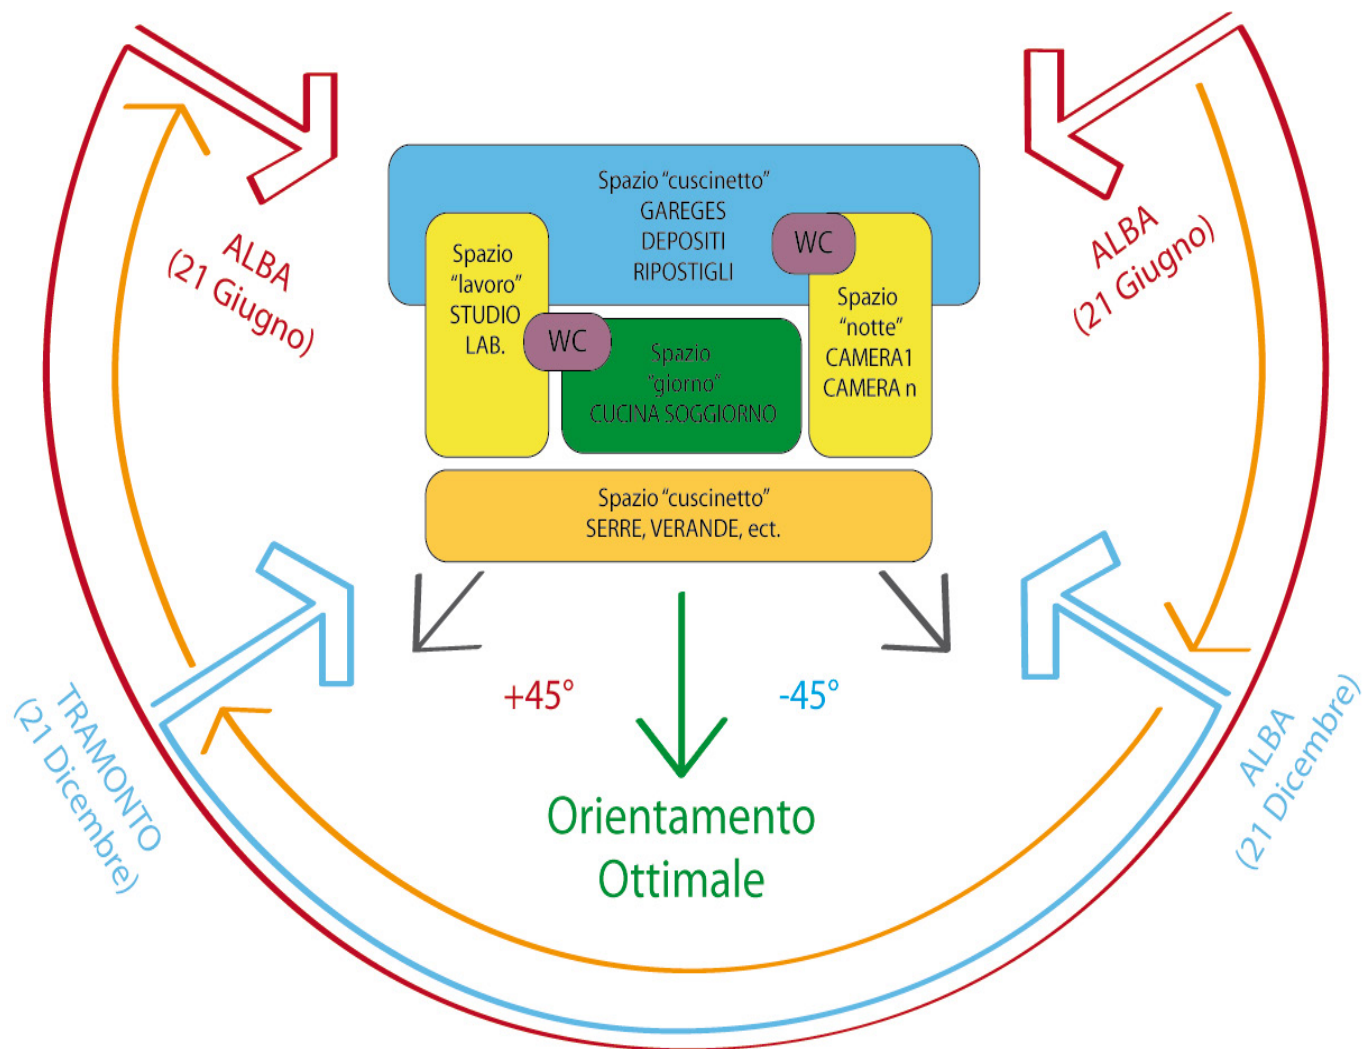 Spazio “cuscinetto”
GAREGES
DEPOSITI
RIPOSTIGLI
WC
Spazio
“lavoro”
STUDIO
LAB.
Spazio
“notte”
CAMERA1
CAMERA n
WC
Spazio
“giorno”
CUCINA SOGGIORNO
Spazio “cuscinetto”
SERRE, VERANDE, ect.
ALBA
(21 Giugno)
ALBA
(21 Giugno)
+45°
-45°
TRAMONTO
(21 Dicembre)
ALBA
(21 Dicembre)
Orientamento
Ottimale